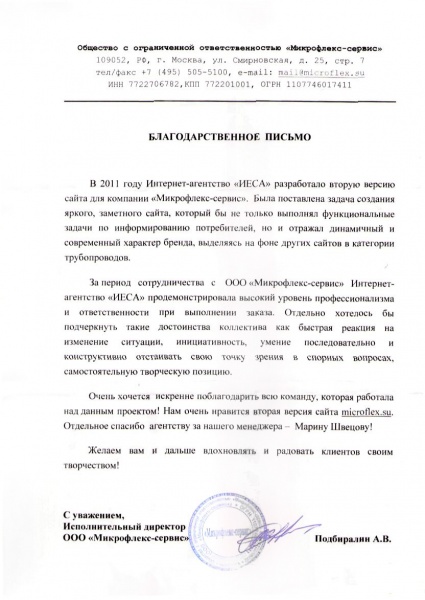 Общество с ограниченной ответственностью «Микрофлекс-сервис»
109052, РФ, г. Москва, ул. Смирновская, д. 25, стр. 7
тел/факс +7 (495) 505-5100, e-mail: mail@microflex.su
ИНН 7722706782, КПП 772201001, ОГРН 1107746017411
БЛАГОДАРСТВЕННОЕ ПИСЬМО
В 2011 году Интернет-агентство «ИЕСА» разработало вторую версию
сайта для компании «Микрофлекс-сервис». Была поставлена задача создания
яркого, заметного сайта, который бы не только выполнял функциональные
задачи по информированию потребителей, но и отражал динамичный и
современный характер бренда, выделяясь на фоне других сайтов в категории
трубопроводов.
За период сотрудничества с ООО «Микрофлекс-сервис» Интернет-
агентство «ИЕСА» продемонстрировала высокий уровень профессионализма
и ответственности при выполнении заказа. Отдельно хотелось бы
подчеркнуть такие достоинства коллектива как быстрая реакция на
изменение ситуации, инициативность, умение последовательно и
конструктивно отстаивать свою точку зрения в спорных вопросах,
самостоятельную творческую позицию.
Очень хочется искренне поблагодарить всю команду, которая работала
над данным проектом! Нам очень нравится вторая версия сайта microflex.su.
Отдельное спасибо агентству за нашего менеджера – Марину Швецову!
Желаем вам и дальше вдохновлять и радовать клиентов своим
творчеством!
С уважением,
Исполнительный директор
ООО «Микрофлекс-сервис»
Подбиралин А.В.
«Микрофлекс-сервис»